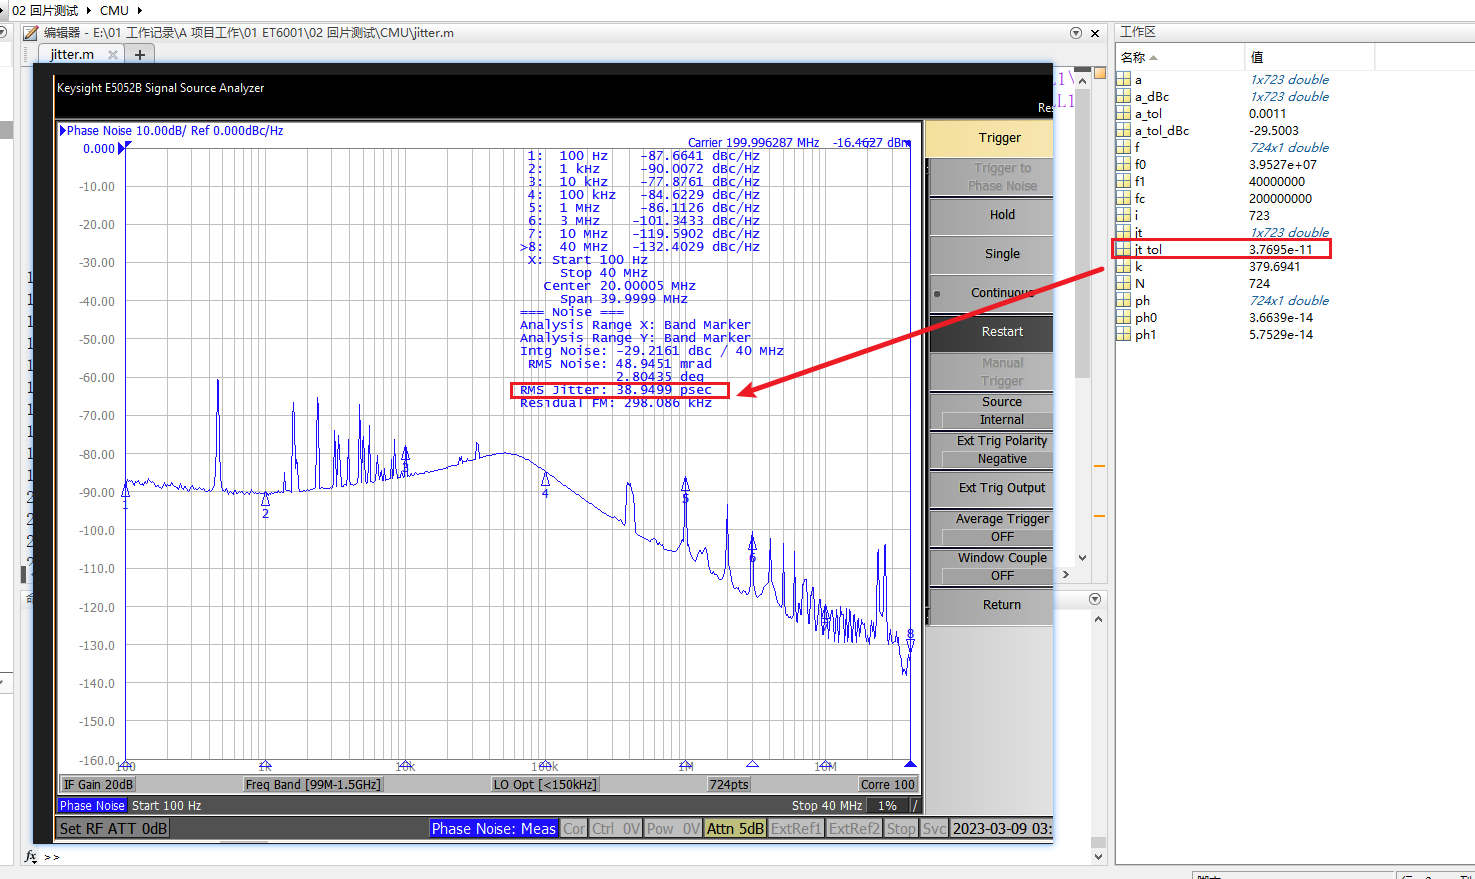 02 回片测试 ▸ CMU ▸
编辑器 - E:\01 工作记录\A 项目工作\01 ET6001\02 回片测试\CMU\jitter.m
jitter.m
Keysight E5052B Signal Source Analyzer
Phase Noise 10.00dB/ Ref 0.000dBc/Hz
Carrier 199.996287 MHz -16.4627 dBm
0.000
-10.00
-20.00
-30.00
-40.00
-50.00
-60.00
-70.00
-80.00
-90.00
-100.0
-110.0
-120.0
-130.0
-140.0
-150.0
-160.0
1: 100 Hz -87.6641 dBc/Hz
2: 1 kHz -90.0072 dBc/Hz
3: 10 kHz -77.8761 dBc/Hz
4: 100 kHz -84.6229 dBc/Hz
5: 1 MHz -86.1126 dBc/Hz
6: 3 MHz -101.3433 dBc/Hz
7: 10 MHz -119.5902 dBc/Hz
>8: 40 MHz -132.4029 dBc/Hz
X: Start 100 Hz
Stop 40 MHz
Center 20.00005 MHz
Span 39.9999 MHz
=== Noise ===
Analysis Range X: Band Marker
Analysis Range Y: Band Marker
Intg Noise: -29.2161 dBc / 40 MHz
RMS Noise: 48.9451 mrad
2.80435 deg
RMS Jitter: 38.9499 psec
Residual FM: 298.086 kHz
1
2
4
5
6
8
100 1k 10k 100k 1M 10M
IF Gain 20dB Freq Band [99M-1.5GHz] LO Opt [<150kHz] 724pts Corre 100
Phase Noise Start 100 Hz Stop 40 MHz 1% /
Set RF ATT 0dB Phase Noise: Meas Cor Ctrl 0V Pow 0V Attn 5dB ExtRef1 ExtRef2 Stop Svc 2023-03-09 03:
Trigger
Trigger to
Phase Noise
Hold
Single
Continuous
Restart
Manual
Trigger
Source
Internal
Ext Trig Polarity
Negative
Ext Trig Output
Average Trigger
OFF
Window Couple
OFF
Return
fx >>
工作区
名称 值
a 1x723 double
a_dBc 1x723 double
a_tol 0.0011
a_tol_dBc -29.5003
f 724x1 double
f0 3.9527e+07
f1 40000000
fc 200000000
i 723
jt 1x723 double
jt_tol 3.7695e-11
k 379.6941
N 724
ph 724x1 double
ph0 3.6639e-14
ph1 5.7529e-14